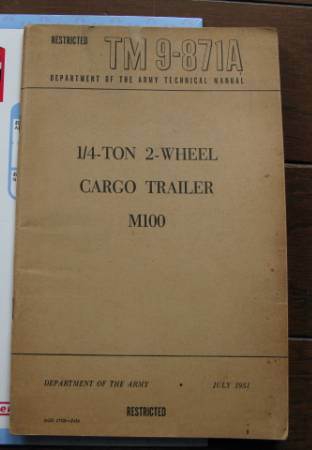 RESTRICTED
TM 9-871A
DEPARTMENT OF THE ARMY TECHNICAL MANUAL
1/4-TON 2-WHEEL
CARGO TRAILER
M100
DEPARTMENT OF THE ARMY • JULY 1951
RESTRICTED